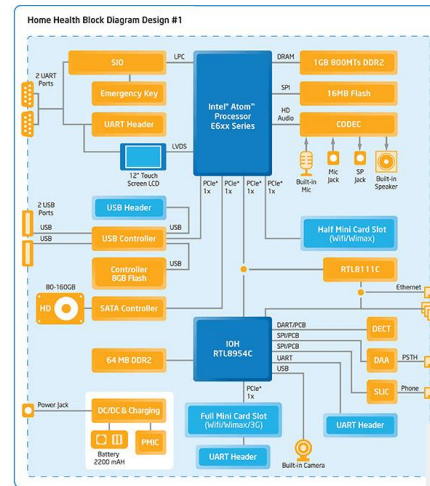 Home Health Block Diagram Design #1
2 UART
Ports
SIO
LPC
Emergency Key
UART Header
LVDS
12" Touch
Screen LCD
Intel® Atom™
Processor
E6xx Series
DRAM
1GB 800MTs DDR2
SPI
16MB Flash
HD
Audio
CODEC
Built-in
Mic
Mic
Jack
SP
Jack
Built-in
Speaker
PCIe*
1x
PCIe*
1x
PCIe*
1x
PCIe*
1x
2 USB
Ports
USB Header
USB
USB
USB Controller
USB
USB
Controller
8GB Flash
Half Mini Card Slot
(Wifi/Wimax)
RTL8111C
Ethernet
80-160GB
HD
SATA Controller
IOH
RTL8954C
64 MB DDR2
DART/PCB
DECT
SPI/PCB
SPI/PCB
DAA
PSTH
UART
USB
SLIC
Phone
PCIe*
1x
UART Header
Power Jack
DC/DC & Charging
Battery
2200 mAH
PMIC
Full Mini Card Slot
(Wifi/Wimax/3G)
UART Header
Built-in Camera